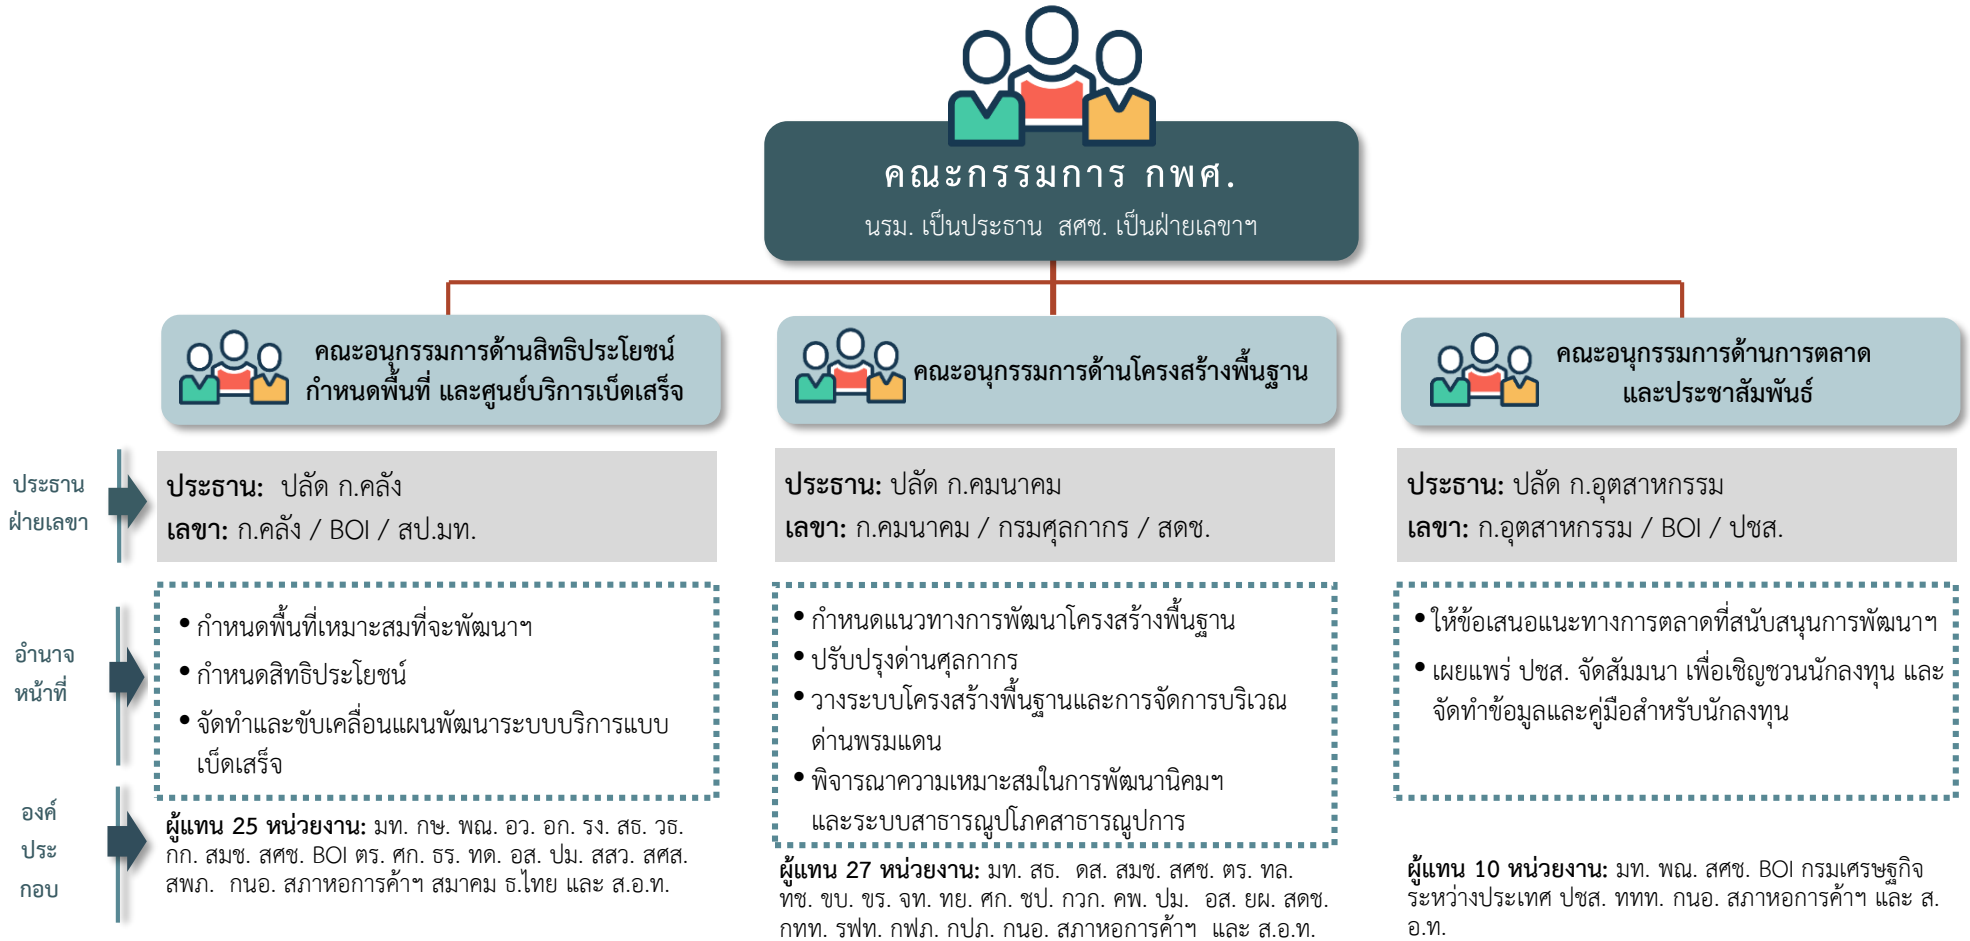 คณะกรรมการ กพศ.
นรม. เป็นประธาน สศช. เป็นฝ่ายเลขาฯ
คณะอนุกรรมการด้านสิทธิประโยชน์
กำหนดพื้นที่ และศูนย์บริการเบ็ดเสร็จ
คณะอนุกรรมการด้านโครงสร้างพื้นฐาน
คณะอนุกรรมการด้านการตลาด
และประชาสัมพันธ์
ประธาน
ฝ่ายเลขา
ประธาน: ปลัด ก.คลัง
เลขา: ก.คลัง / BOI / สป.มท.
ประธาน: ปลัด ก.คมนาคม
เลขา: ก.คมนาคม / กรมศุลกากร / สดช.
ประธาน: ปลัด ก.อุตสาหกรรม
เลขา: ก.อุตสาหกรรม / BOI / ปชส.
อำนาจ
หน้าที่
• กำหนดพื้นที่เหมาะสมที่จะพัฒนาฯ
• กำหนดสิทธิประโยชน์
• จัดทำและขับเคลื่อนแผนพัฒนาระบบบริการแบบ
เบ็ดเสร็จ
• กำหนดแนวทางการพัฒนาโครงสร้างพื้นฐาน
• ปรับปรุงด่านศุลกากร
• วางระบบโครงสร้างพื้นฐานและการจัดการบริเวณ
ด่านพรมแดน
• พิจารณาความเหมาะสมในการพัฒนานิคมฯ
และระบบสาธารณูปโภคสาธารณูปการ
• ให้ข้อเสนอแนะทางการตลาดที่สนับสนุนการพัฒนาฯ
• เผยแพร่ ปชส. จัดสัมมนา เพื่อเชิญชวนนักลงทุน และ
จัดทำข้อมูลและคู่มือสำหรับนักลงทุน
องค์
ประ
กอบ
ผู้แทน 25 หน่วยงาน: มท. กษ. พณ. อว. อก. รง. สธ. วธ.
กก. สมช. สศช. BOI ตร. ศก. ธร. ทด. อส. ปม. สสว. สศส.
สพภ. กนอ. สภาหอการค้าฯ สมาคม ธ.ไทย และ ส.อ.ท.
ผู้แทน 27 หน่วยงาน: มท. สธ. ดส. สมช. สศช. ตร. ทล.
ทช. ขบ. ขร. จท. ทย. ศก. ชป. กวก. คพ. ปม. อส. ยผ. สดช.
กทท. รฟท. กฟภ. กปภ. กนอ. สภาหอการค้าฯ และ ส.อ.ท.
ผู้แทน 10 หน่วยงาน: มท. พณ. สศช. BOI กรมเศรษฐกิจ
ระหว่างประเทศ ปชส. ททท. กนอ. สภาหอการค้าฯ และ ส.
อ.ท.